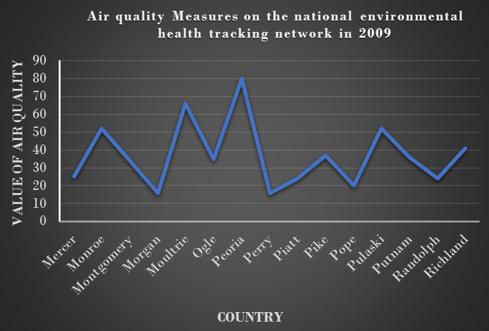 Air quality Measures on the national environmental
health tracking network in 2009
VALUE OF AIR QUALITY
90
80
70
60
50
40
30
20
10
0
Mercer
Monroe
Montgomery
Morgan
Moultrie
Ogle
Peoria
Perry
Piatt
Pike
Pope
Pulaski
Putnam
Randolph
Richland
COUNTRY